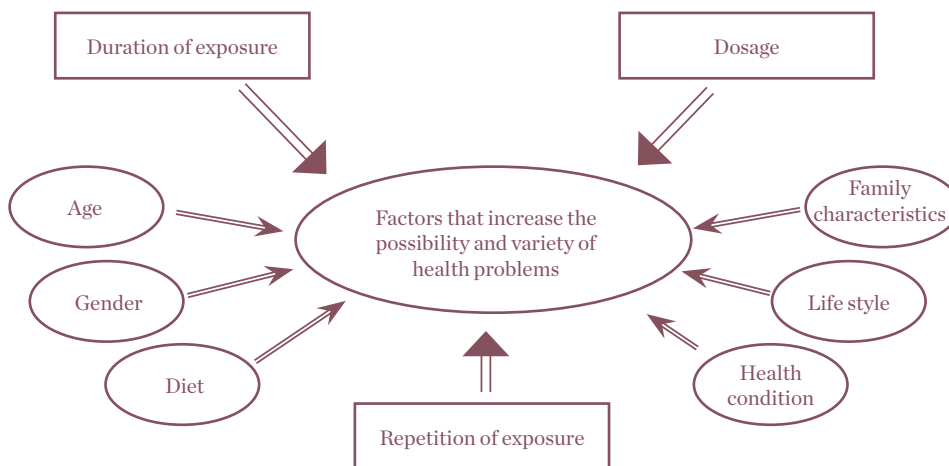 Duration of exposure
Dosage
Age
Factors that increase the
possibility and variety of
health problems
Family
characteristics
Gender
Life style
Diet
Health
condition
Repetition of exposure